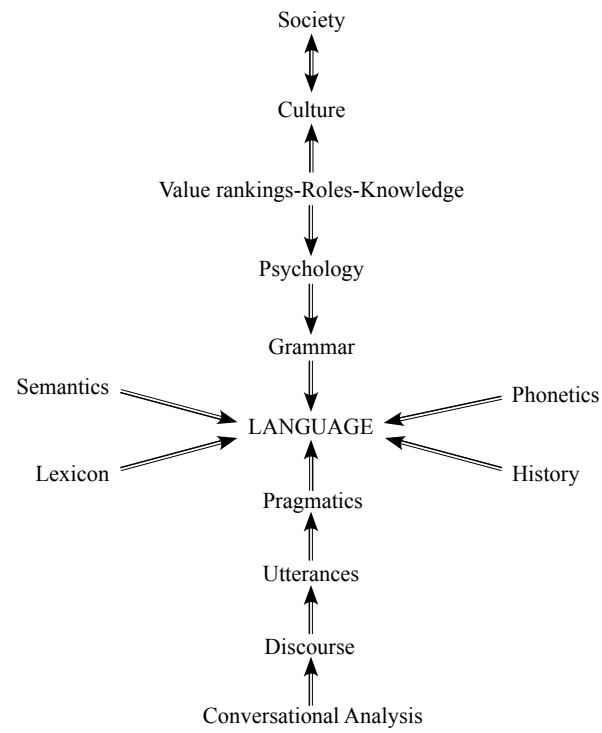 Society
Culture
Value rankings-Roles-Knowledge
Psychology
Grammar
Semantics
Phonetics
LANGUAGE
Lexicon
History
Pragmatics
Utterances
Discourse
Conversational Analysis